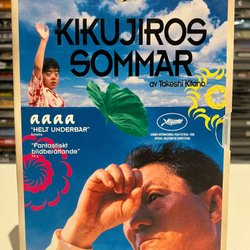 KIKUJIROS
SOMMAR
av Takeshi Kitano
aaaa
"HELT UNDERBAR"
"Fantastiskt
bildberättande"